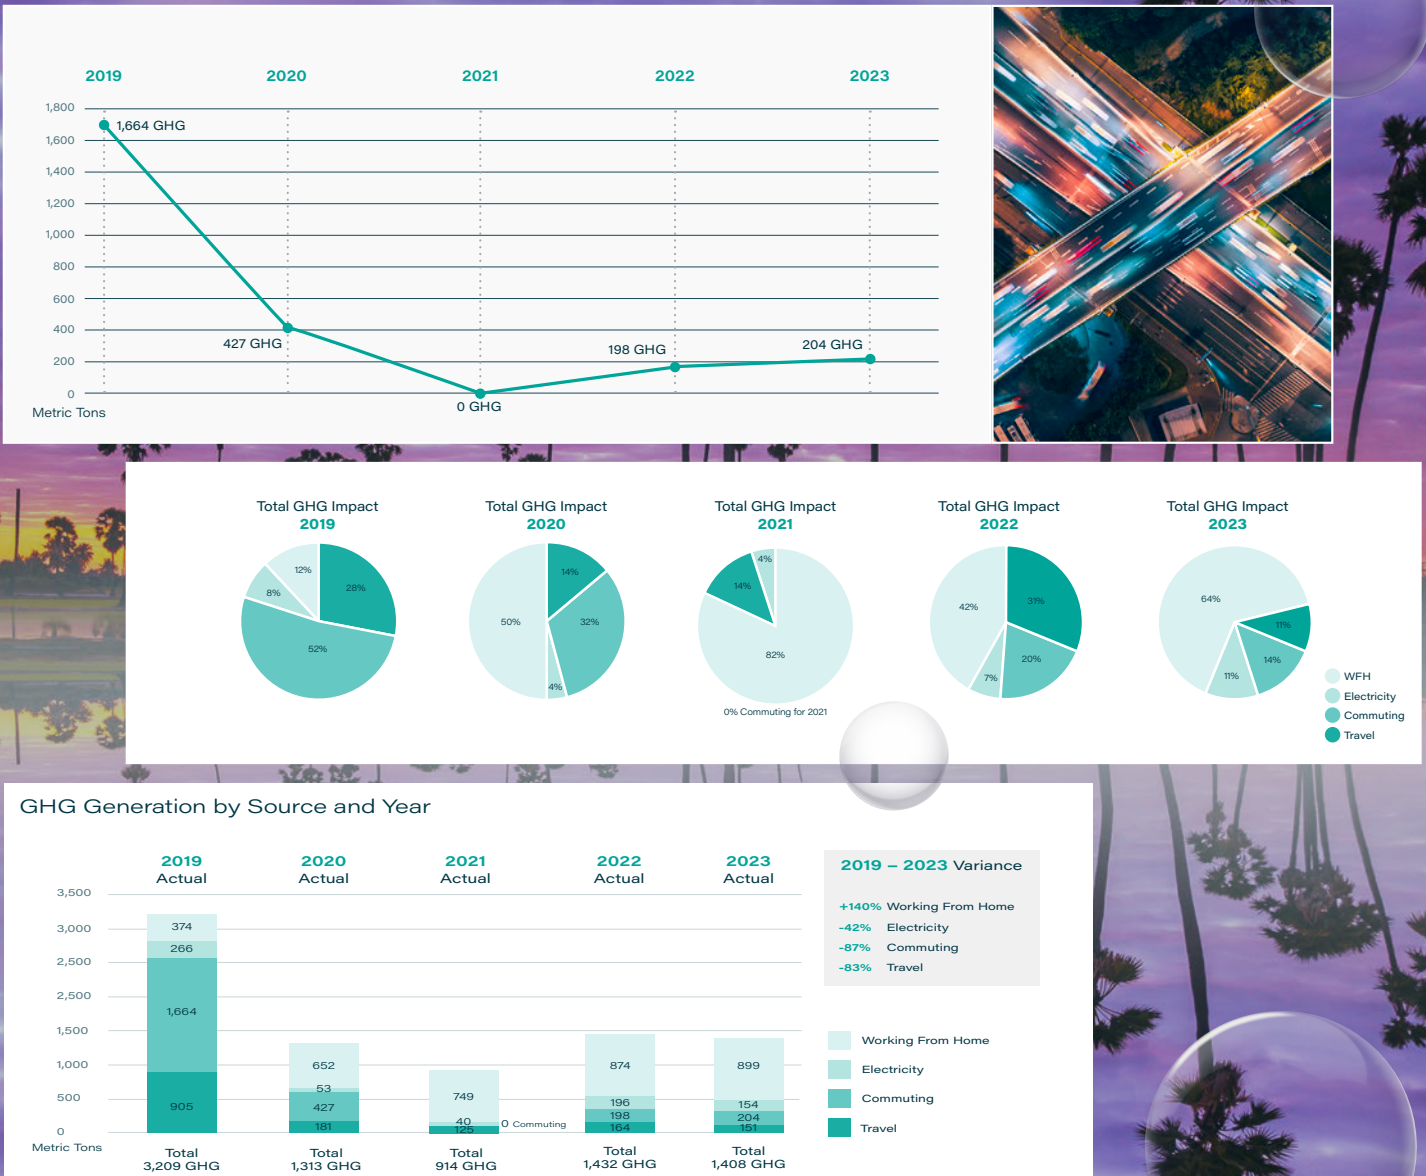 2019 2020 2021 2022 2023
1,800
1,664 GHG
1,600
1,400
1,200
1,000
800
600
400
427 GHG
198 GHG
204 GHG
200
0
0 GHG
Metric Tons
Total GHG Impact
2019
12%
28%
8%
52%
Total GHG Impact
2020
14%
50%
32%
4%
Total GHG Impact
2021
4%
14%
82%
0% Commuting for 2021
Total GHG Impact
2022
42%
31%
20%
7%
Total GHG Impact
2023
64%
11%
14%
11%
WFH
Electricity
Commuting
Travel
GHG Generation by Source and Year
2019
Actual
2020
Actual
2021
Actual
2022
Actual
2023
Actual
3,500
3,000
2,500
2,500
1,500
1,000
500
0
Metric Tons
374
266
1,664
905
Total
3,209 GHG
652
53
427
181
Total
1,313 GHG
749
40
0 Commuting
125
Total
914 GHG
874
196
198
164
Total
1,432 GHG
899
154
204
151
Total
1,408 GHG
2019 – 2023 Variance
+140% Working From Home
-42% Electricity
-87% Commuting
-83% Travel
Working From Home
Electricity
Commuting
Travel